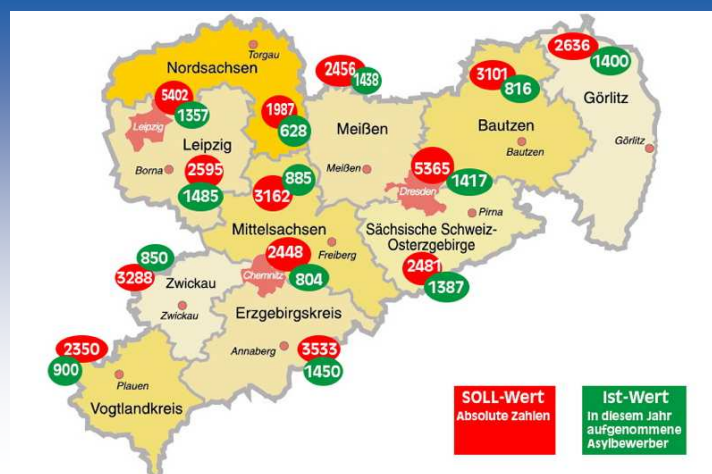 Torgau
Nordsachsen
2456
1438
2636
1400
3101
816
Görlitz
5402
1357
1987
628
Leipzig
Leipzig
Meißen
Bautzen
Bautzen
Görlitz
Borna
2595
1485
885
3162
Meißen
5365
1417
Dresden
Pirna
Mittelsachsen
Sächsische Schweiz-
Osterzgebirge
850
3288
2448
804
Freiberg
2481
1387
Zwickau
Chemnitz
Zwickau
Erzgebirgskreis
2350
900
Annaberg
3533
1450
Plauen
Vogtlandkreis
SOLL-Wert
Absolute Zahlen
Ist-Wert
In diesem Jahr
aufgenommene
Asylbewerber